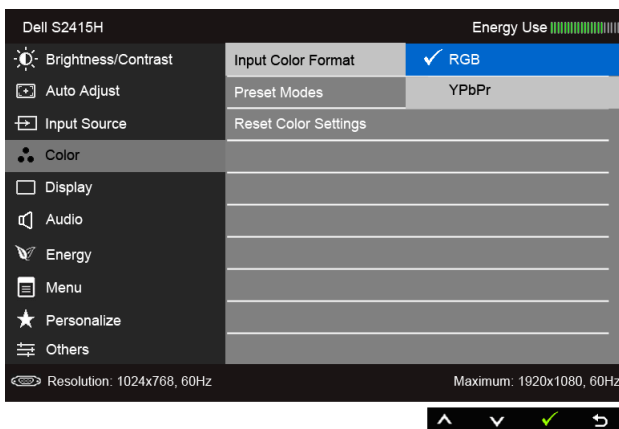 Dell S2415H Energy Use
Brightness/Contrast Input Color Format RGB
Auto Adjust Preset Modes YPbPr
Input Source Reset Color Settings
Color
Display
Audio
Energy
Menu
Personalize
Others
Resolution: 1024x768, 60Hz Maximum: 1920x1080, 60Hz